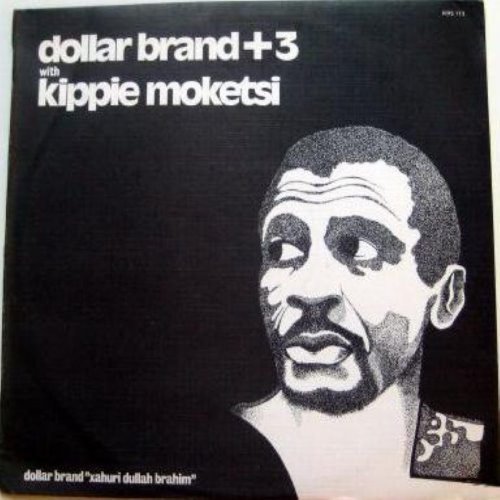 dollar brand+3
with
kippie moketsi
dollar brand"xahuri dullah brahim"